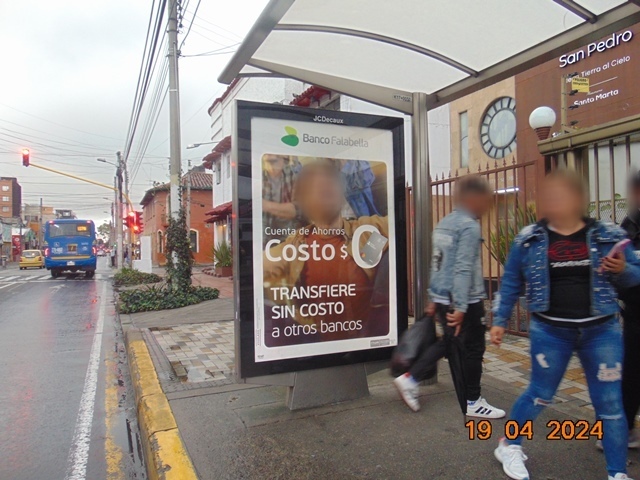 JCDecaux
Banco Falabella
Cuenta de Ahorros
Costo $0
TRANSFIERE
SIN COSTO
a otros bancos
San Pedro
Tierra al Cielo
Santa Marta
19 04 2024